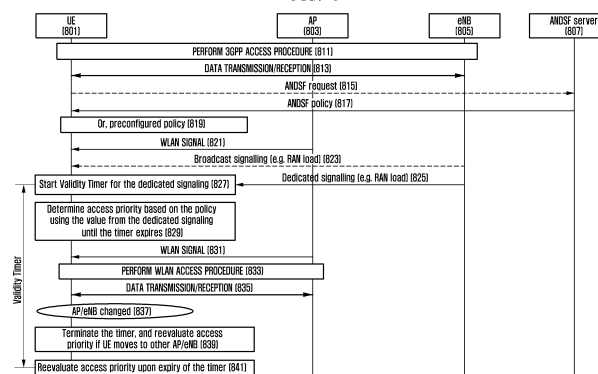 UE
(801)
AP
(803)
eNB
(805)
ANDSF server
(807)
PERFORM 3GPP ACCESS PROCEDURE (811)
DATA TRANSMISSION/RECEPTION (813)
ANDSF request (815)
ANDSF policy (817)
Or, preconfigured policy (819)
WLAN SIGNAL (821)
Broadcast signalling (e.g. RAN load) (823)
Dedicated signalling (e.g. RAN load) (825)
Start Validity Timer for the dedicated signaling (827)
Determine access priority based on the policy
using the value from the dedicated signaling
until the timer expires (829)
WLAN SIGNAL (831)
PERFORM WLAN ACCESS PROCEDURE (833)
DATA TRANSMISSION/RECEPTION (835)
Validity Timer
AP/eNB changed (837)
Terminate the timer, and reevaluate access
priority if UE moves to other AP/eNB (839)
Reevaluate access priority upon expiry of the timer (841)